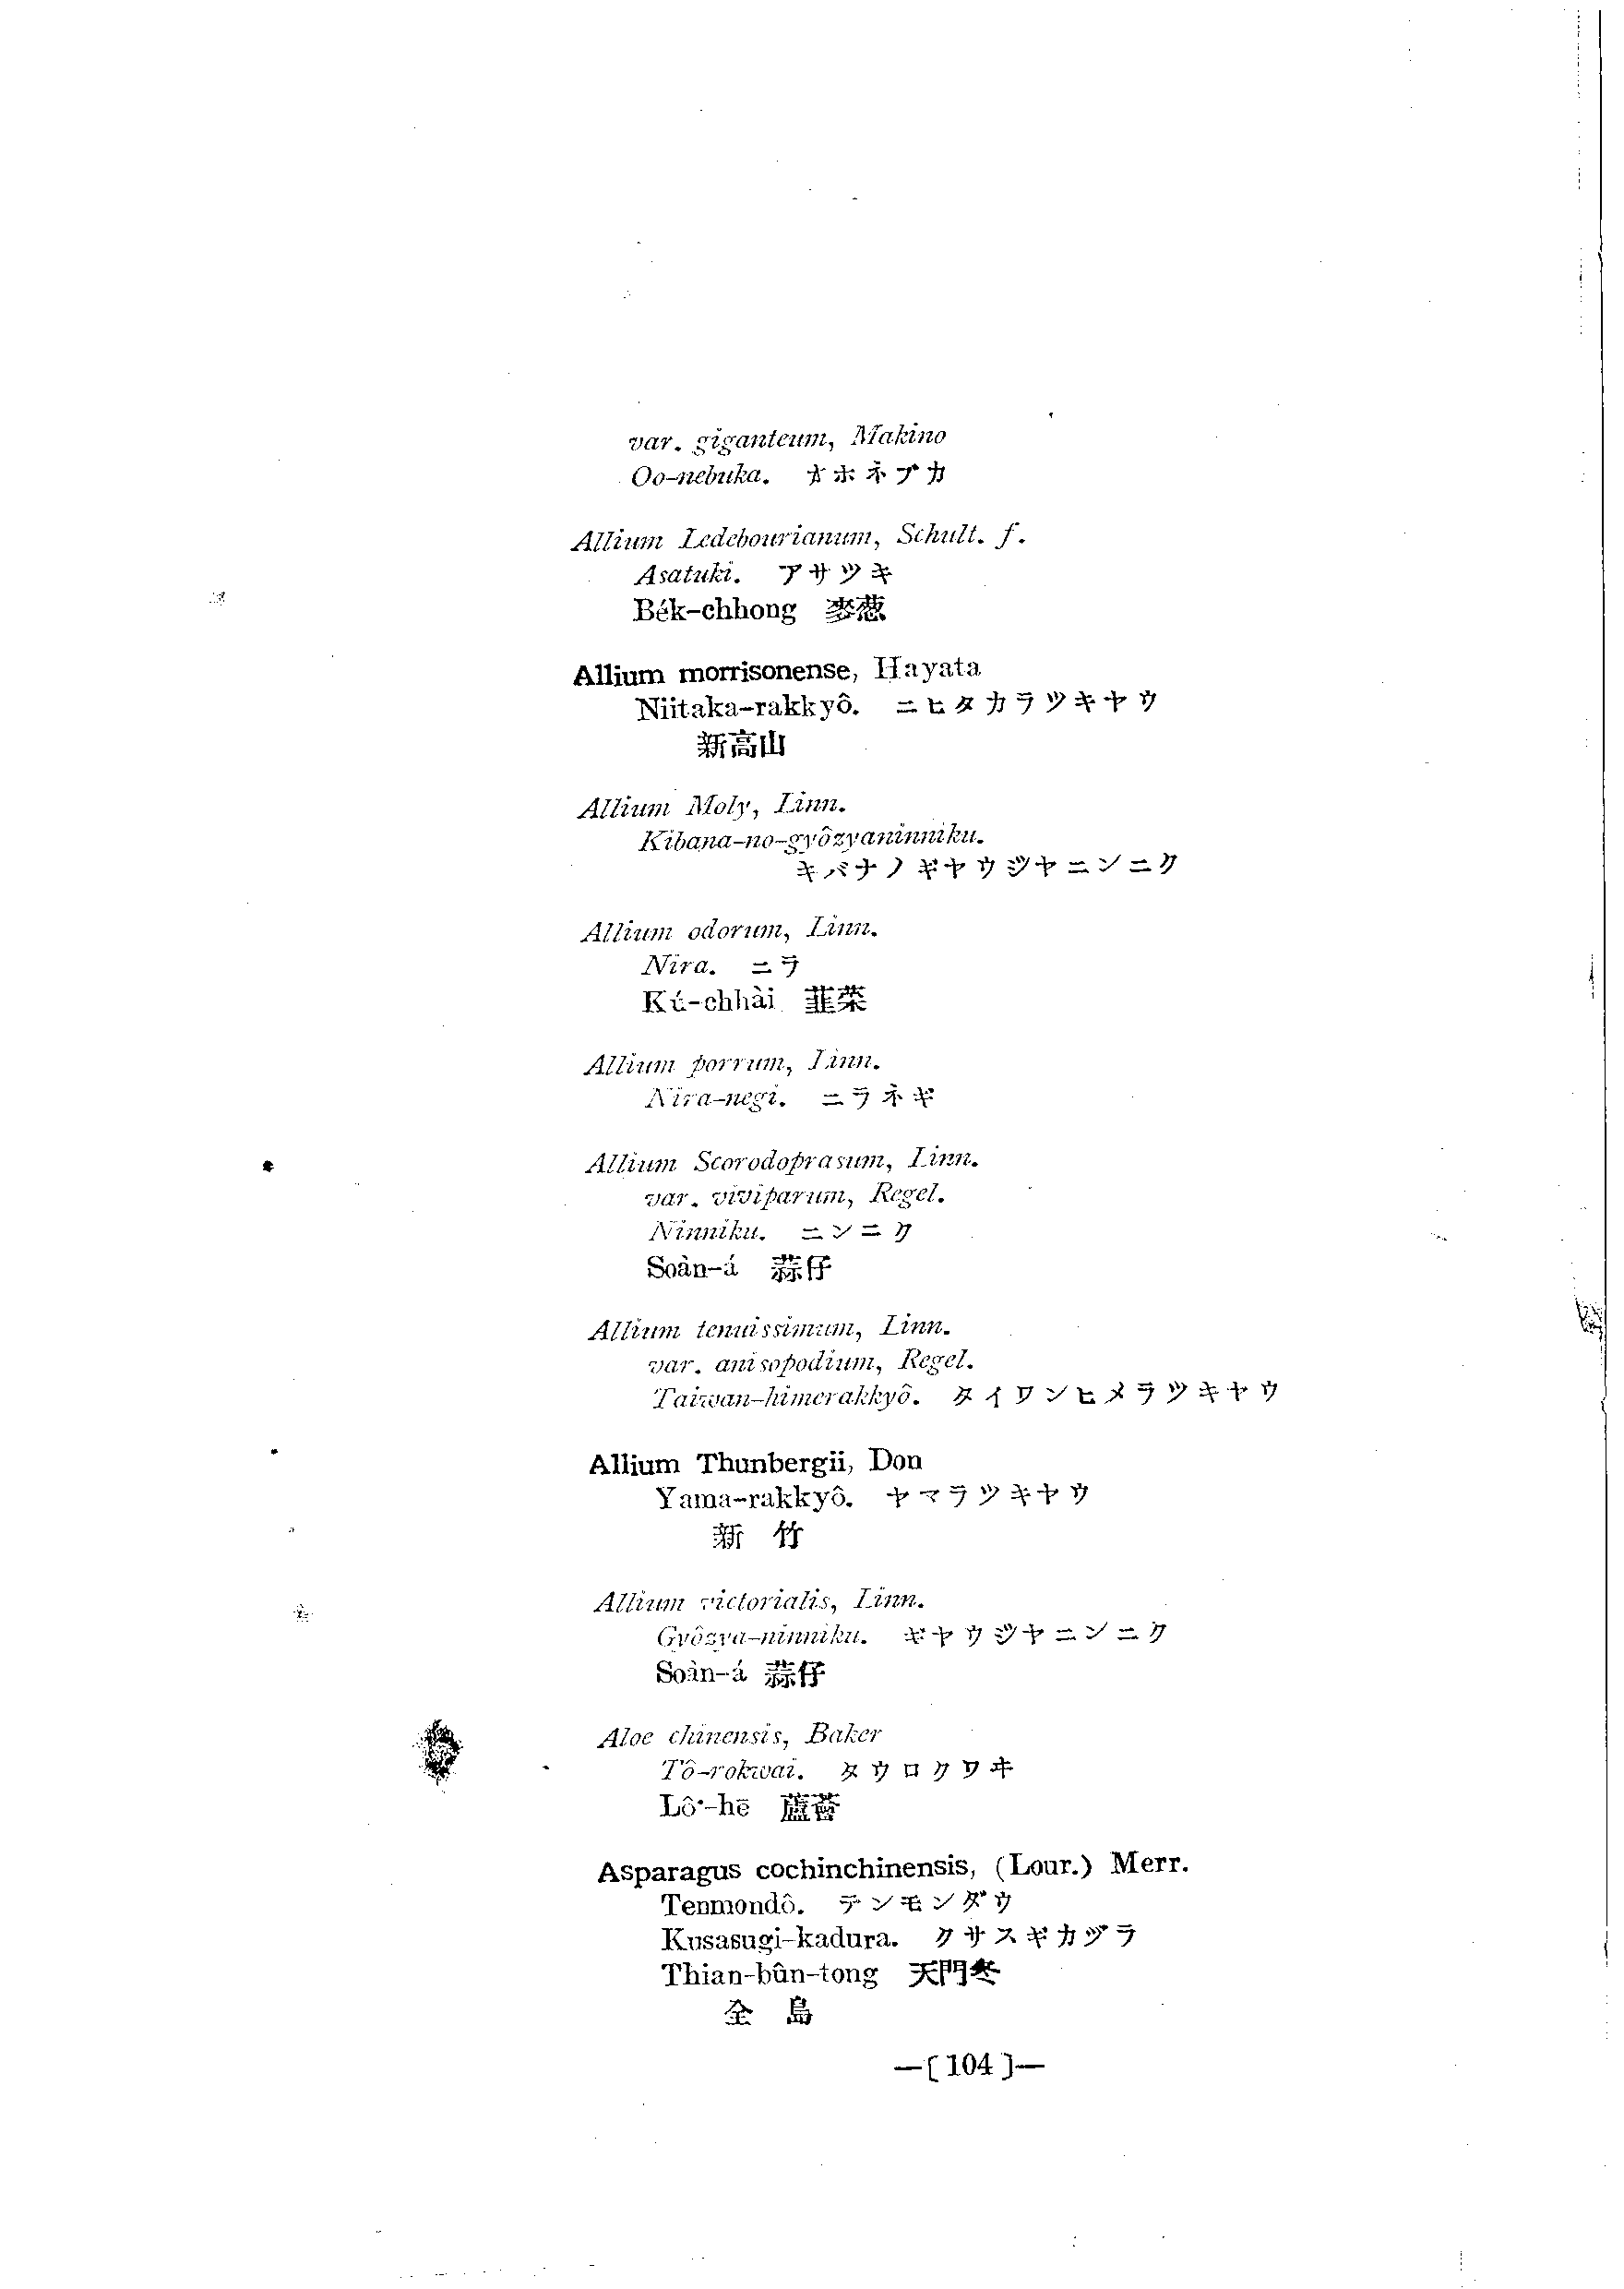 var. giganteum, Makino
Oo-nebuka. オホネブカ
Allium Ledebourianum, Schult. f.
Asatuki. アサツキ
Bék-chhong 麥葱
Allium morrisonense, Hayata
Niitaka-rakkyô. ニヒタカラツキヤウ
新高山
Allium Moly, Linn.
Kibana-no-gyôzyaninniku.
キバナノギヤウジヤニンニク
Allium odorum, Linn.
Nira. ニラ
Kú-chhài 韮菜
Allium porrum, Linn.
Nira-negi. ニラネギ
Allium Scorodoprasum, Linn.
var. viviparum, Regel.
Ninniku. ニンニク
Soàn-á 蒜仔
Allium tenuissimum, Linn.
var. anisopodium, Regel.
Taiwan-himerakkyô. タイワンヒメラツキヤウ
Allium Thunbergii, Don
Yama-rakkyô. ヤマラツキヤウ
新 竹
Allium victorialis, Linn.
Gyôzya-ninniku. ギヤウジヤニンニク
Soàn-á 蒜仔
Aloe chinensis, Baker
Tô-rokwai. タウロクワヰ
Lô·-hē 蘆薈
Asparagus cochinchinensis, (Lour.) Merr.
Tenmondô. テンモンダウ
Kusasugi-kadura. クサスギカヅラ
Thian-bûn-tong 天門冬
全 島
—[104]—